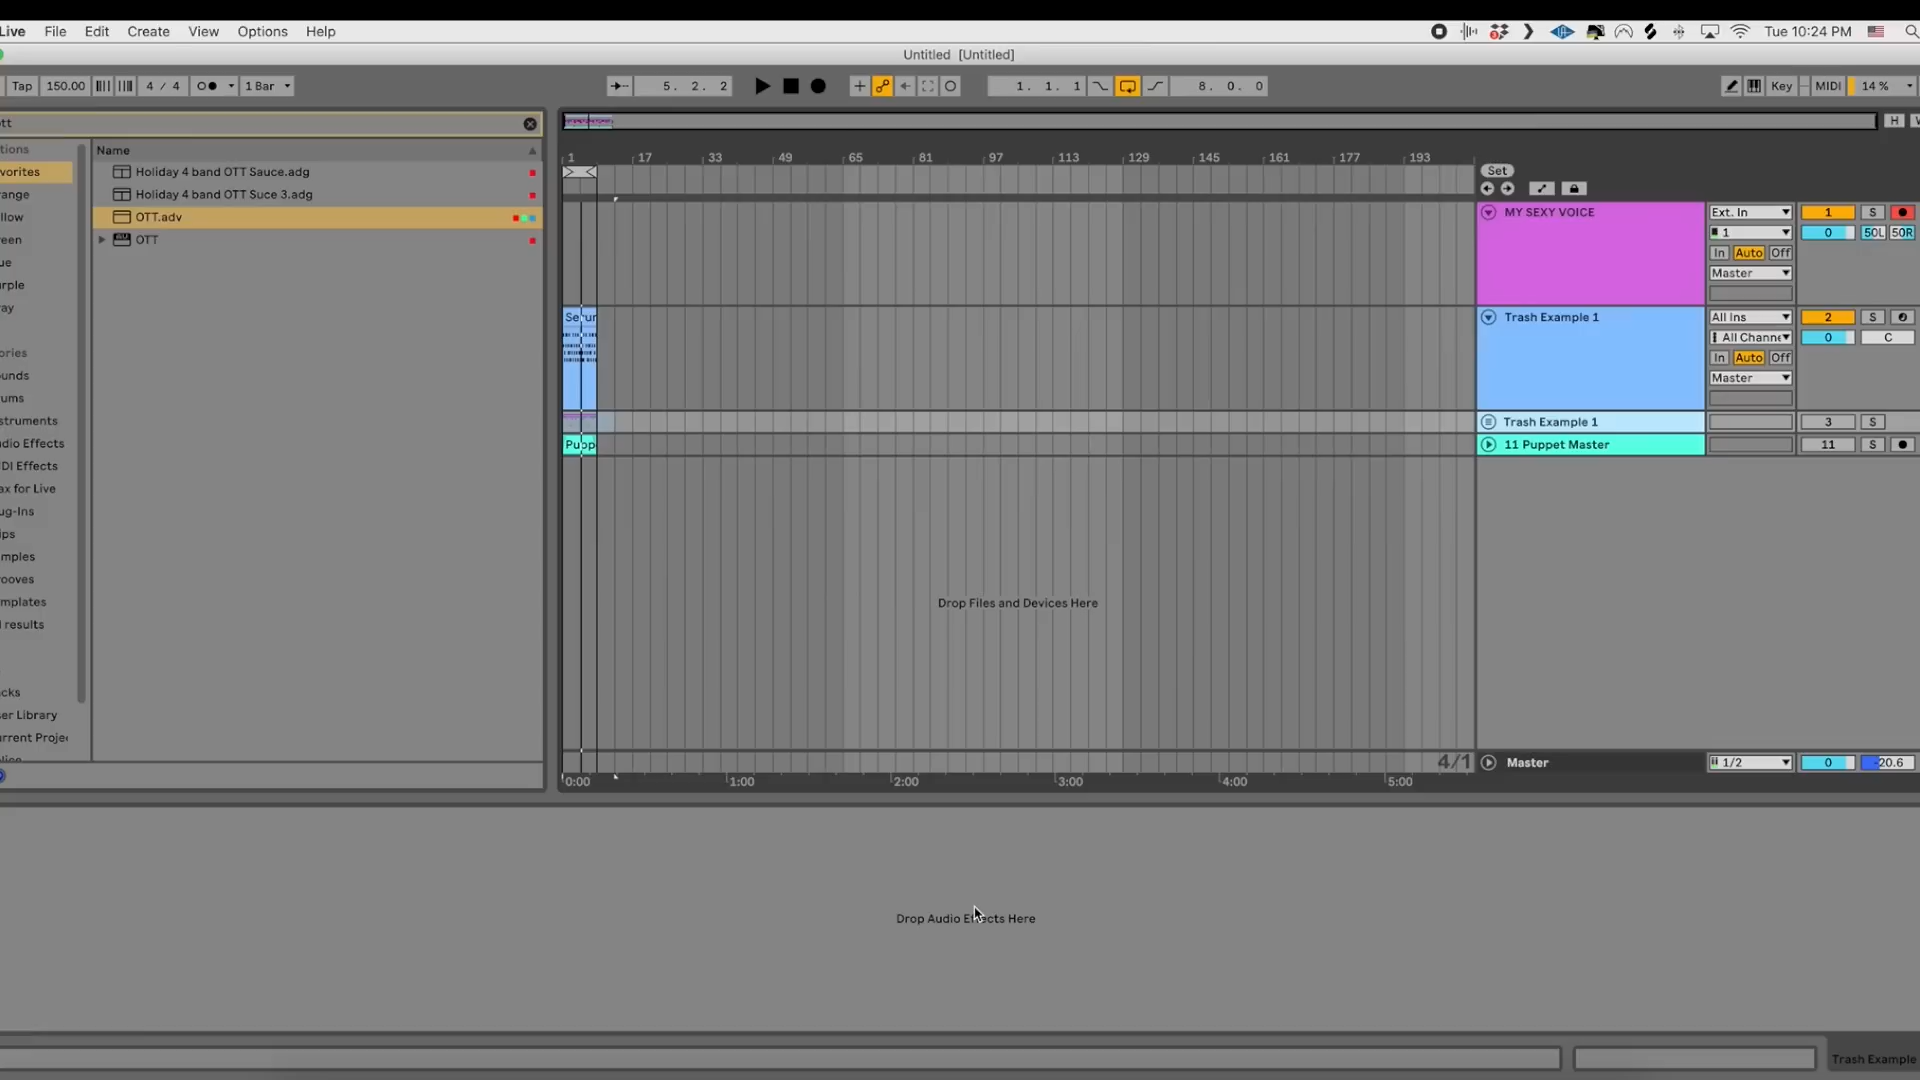 Live File Edit Create View Options Help Tue 10:24 PM
Untitled [Untitled]
Tap 150.00 4 / 4 1 Bar 5. 2. 2 1. 1. 1 8. 0. 0 Key MIDI 14 %
ott
tions
vorites
ange
llow
een
ue
urple
ay
ories
unds
ums
struments
dio Effects
DI Effects
ax for Live
ug-Ins
ips
mples
ooves
mplates
l results
cks
er Library
urrent Projec
Name
Holiday 4 band OTT Sauce.adg
Holiday 4 band OTT Suce 3.adg
OTT.adv
OTT
H
1 17 33 49 65 81 97 113 129 145 161 177 193
Set
MY SEXY VOICE Ext. In 1 S
1 0 50L 50R
In Auto Off
Master
Serum
Trash Example 1 All Ins 2 S
All Channe 0 C
In Auto Off
Master
Trash Example 1 3 S
Pupp
11 Puppet Master 11 S
Drop Files and Devices Here
4/1
Master 1/2 0 -20.6
0:00 1:00 2:00 3:00 4:00 5:00
Drop Audio Effects Here
Trash Example